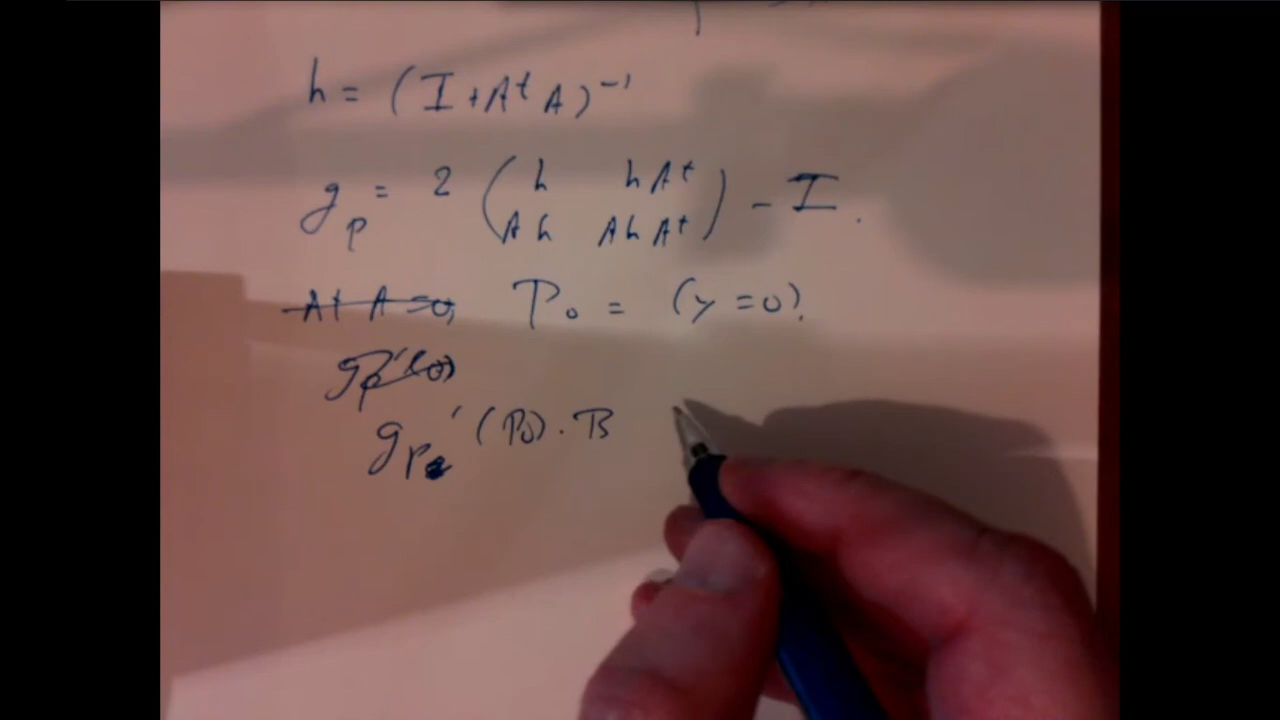 h = (I + A^t A)^{-1}
g_p = 2 ( h   hA^t
Ah   AhA^t ) - I.
A^t A = 0,   P_0 = (y = 0).
g_p'(0)
g_p' (P_0) . B